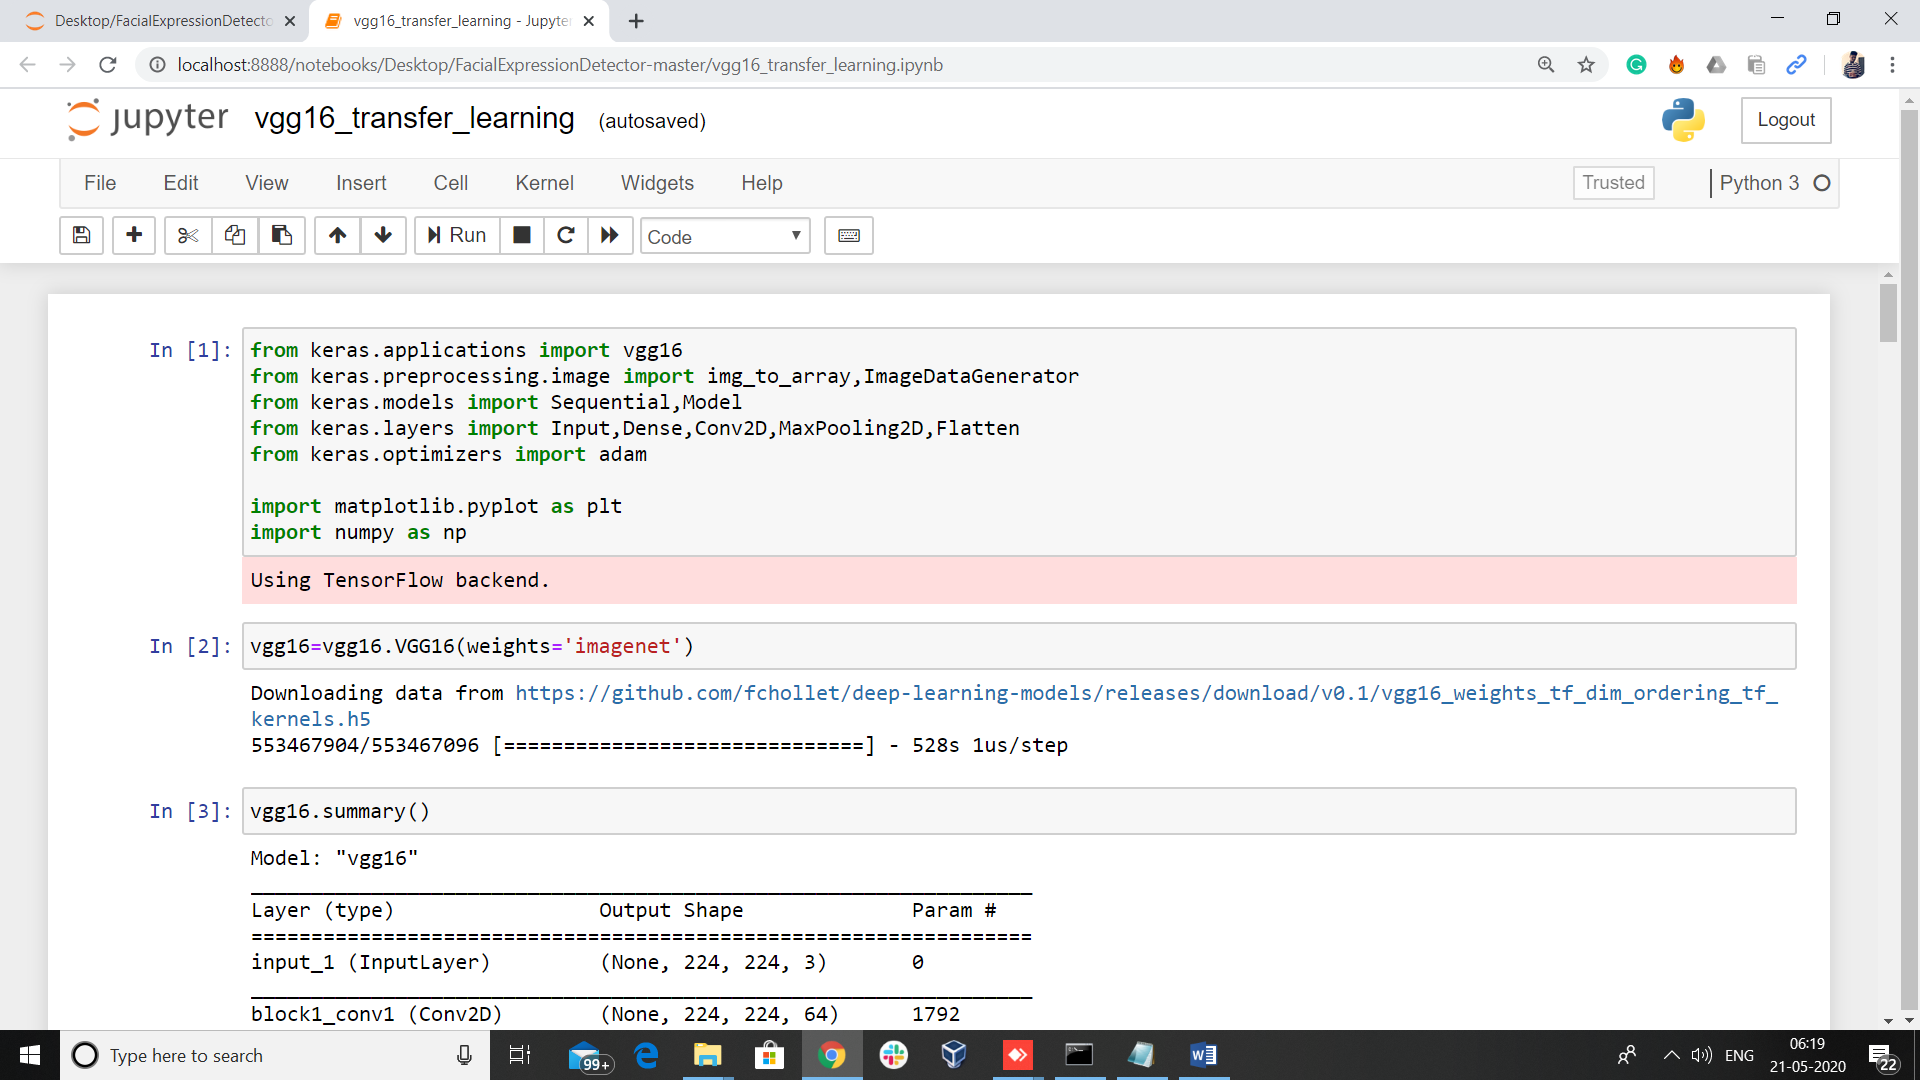 Desktop/FacialExpressionDetecto
vgg16_transfer_learning - Jupyte
localhost:8888/notebooks/Desktop/FacialExpressionDetector-master/vgg16_transfer_learning.ipynb
jupyter vgg16_transfer_learning (autosaved)
Logout
File Edit View Insert Cell Kernel Widgets Help
Trusted
Python 3
Run
Code
In [1]: from keras.applications import vgg16
from keras.preprocessing.image import img_to_array,ImageDataGenerator
from keras.models import Sequential,Model
from keras.layers import Input,Dense,Conv2D,MaxPooling2D,Flatten
from keras.optimizers import adam
import matplotlib.pyplot as plt
import numpy as np
Using TensorFlow backend.
In [2]: vgg16=vgg16.VGG16(weights='imagenet')
Downloading data from https://github.com/fchollet/deep-learning-models/releases/download/v0.1/vgg16_weights_tf_dim_ordering_tf_
kernels.h5
553467904/553467096 [==============================] - 528s 1us/step
In [3]: vgg16.summary()
Model: "vgg16"
_________________________________________________________________
Layer (type) Output Shape Param #
=================================================================
input_1 (InputLayer) (None, 224, 224, 3) 0
_________________________________________________________________
block1_conv1 (Conv2D) (None, 224, 224, 64) 1792
Type here to search
99+
ENG
06:19
21-05-2020
22